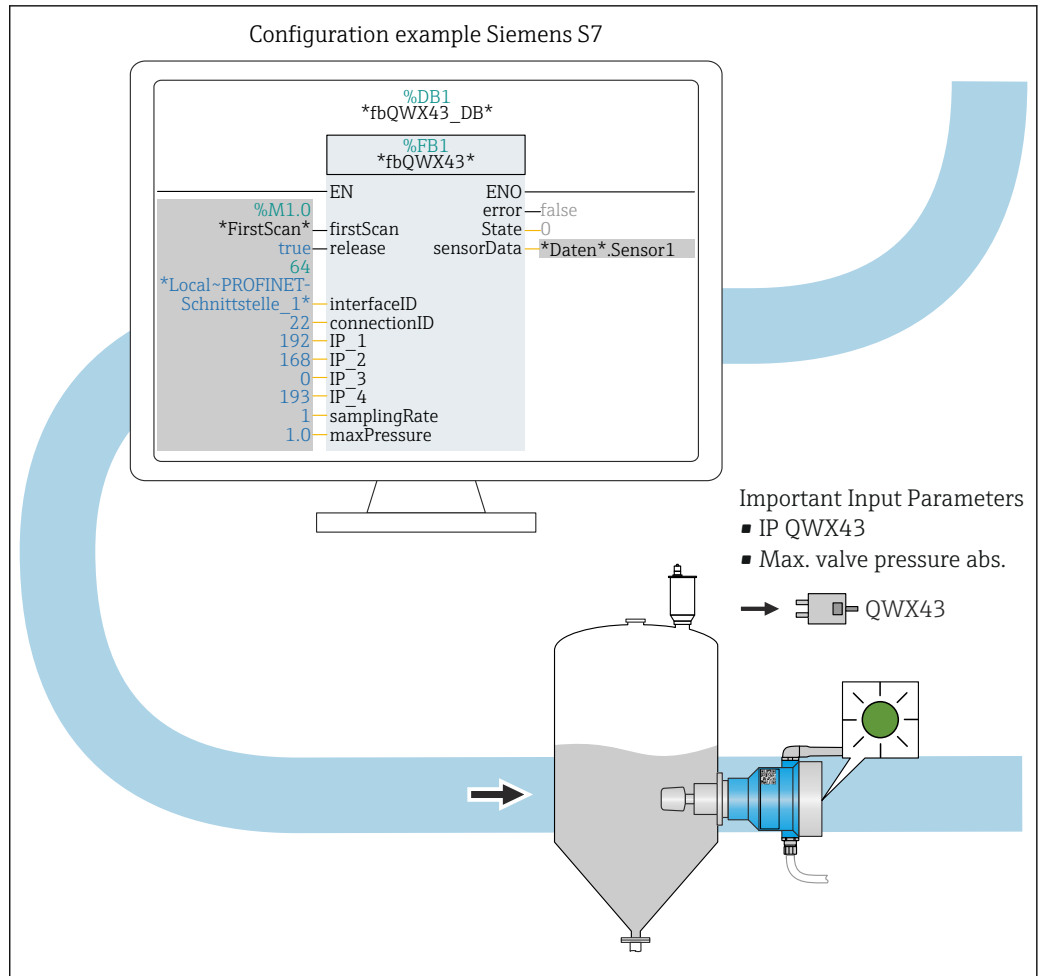 Configuration example Siemens S7
%DB1
*fbQWX43_DB*
%FB1
*fbQWX43*
EN ENO
%M1.0 error false
*FirstScan* firstScan State 0
true release sensorData *Daten*.Sensor1
64
*Local~PROFINET-
Schnittstelle_1* interfaceID
22 connectionID
192 IP_1
168 IP_2
0 IP_3
193 IP_4
1 samplingRate
1.0 maxPressure
Important Input Parameters
▪ IP QWX43
▪ Max. valve pressure abs.
QWX43